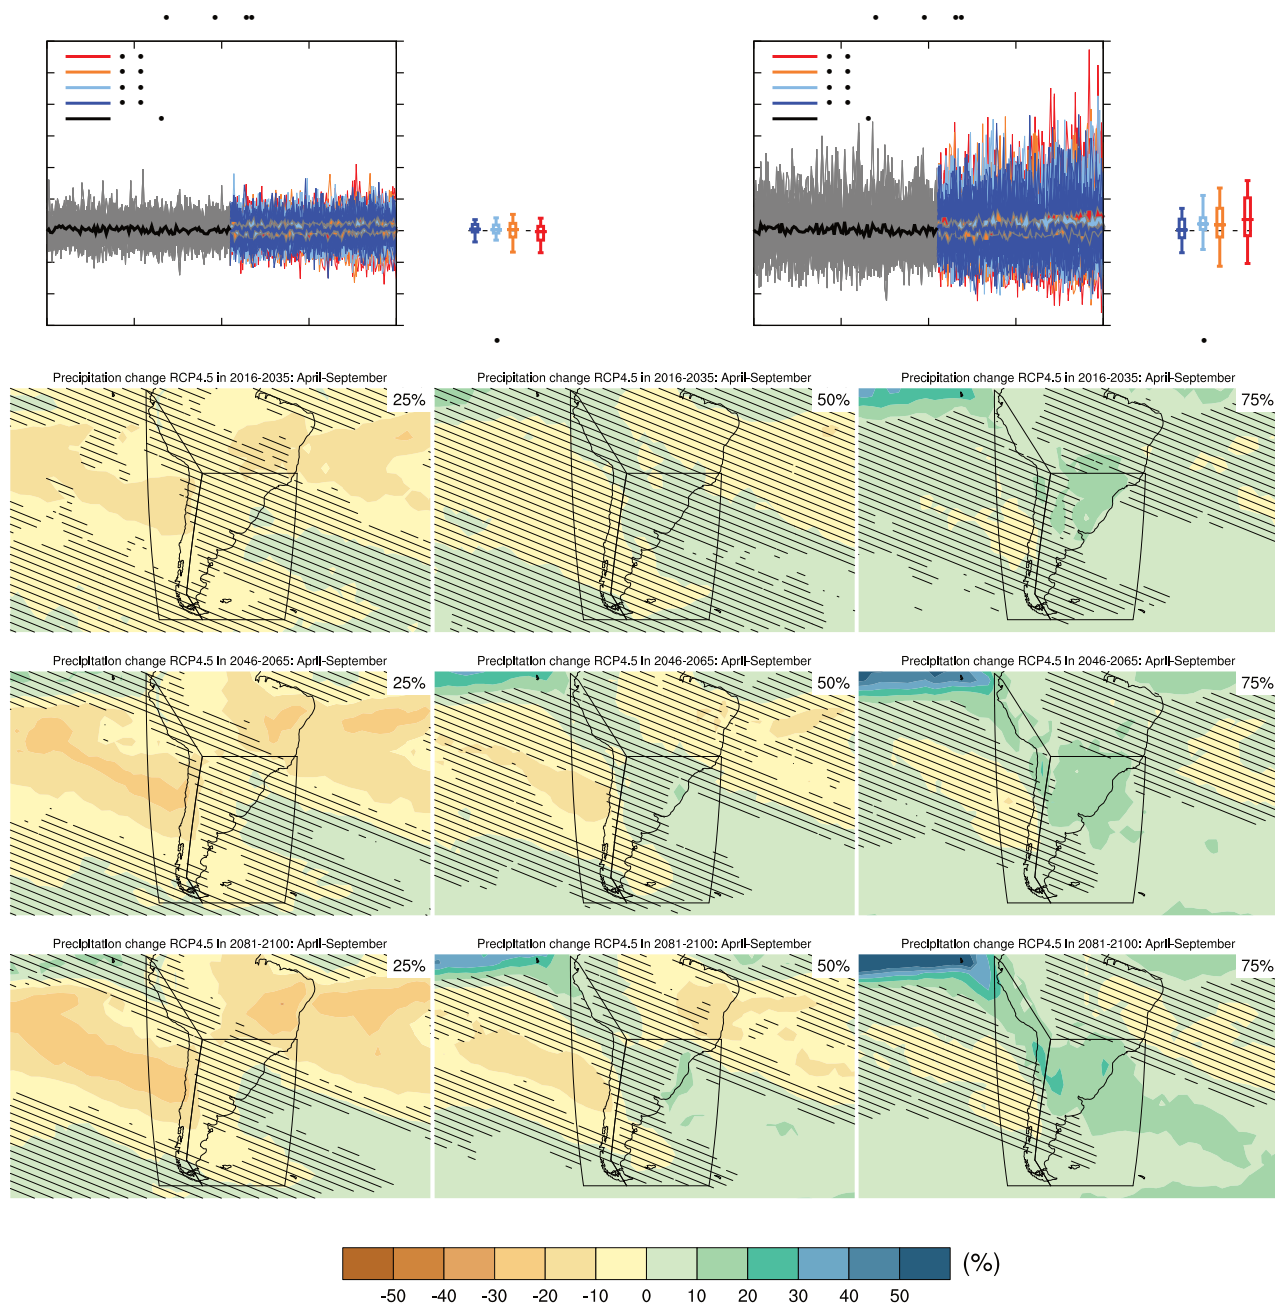 Precipitation change RCP4.5 in 2016-2035: April-September
25%
Precipitation change RCP4.5 in 2016-2035: April-September
50%
Precipitation change RCP4.5 in 2016-2035: April-September
75%
Precipitation change RCP4.5 in 2046-2065: April-September
25%
Precipitation change RCP4.5 in 2046-2065: April-September
50%
Precipitation change RCP4.5 in 2046-2065: April-September
75%
Precipitation change RCP4.5 in 2081-2100: April-September
25%
Precipitation change RCP4.5 in 2081-2100: April-September
50%
Precipitation change RCP4.5 in 2081-2100: April-September
75%
(%)
-50 -40 -30 -20 -10 0 10 20 30 40 50